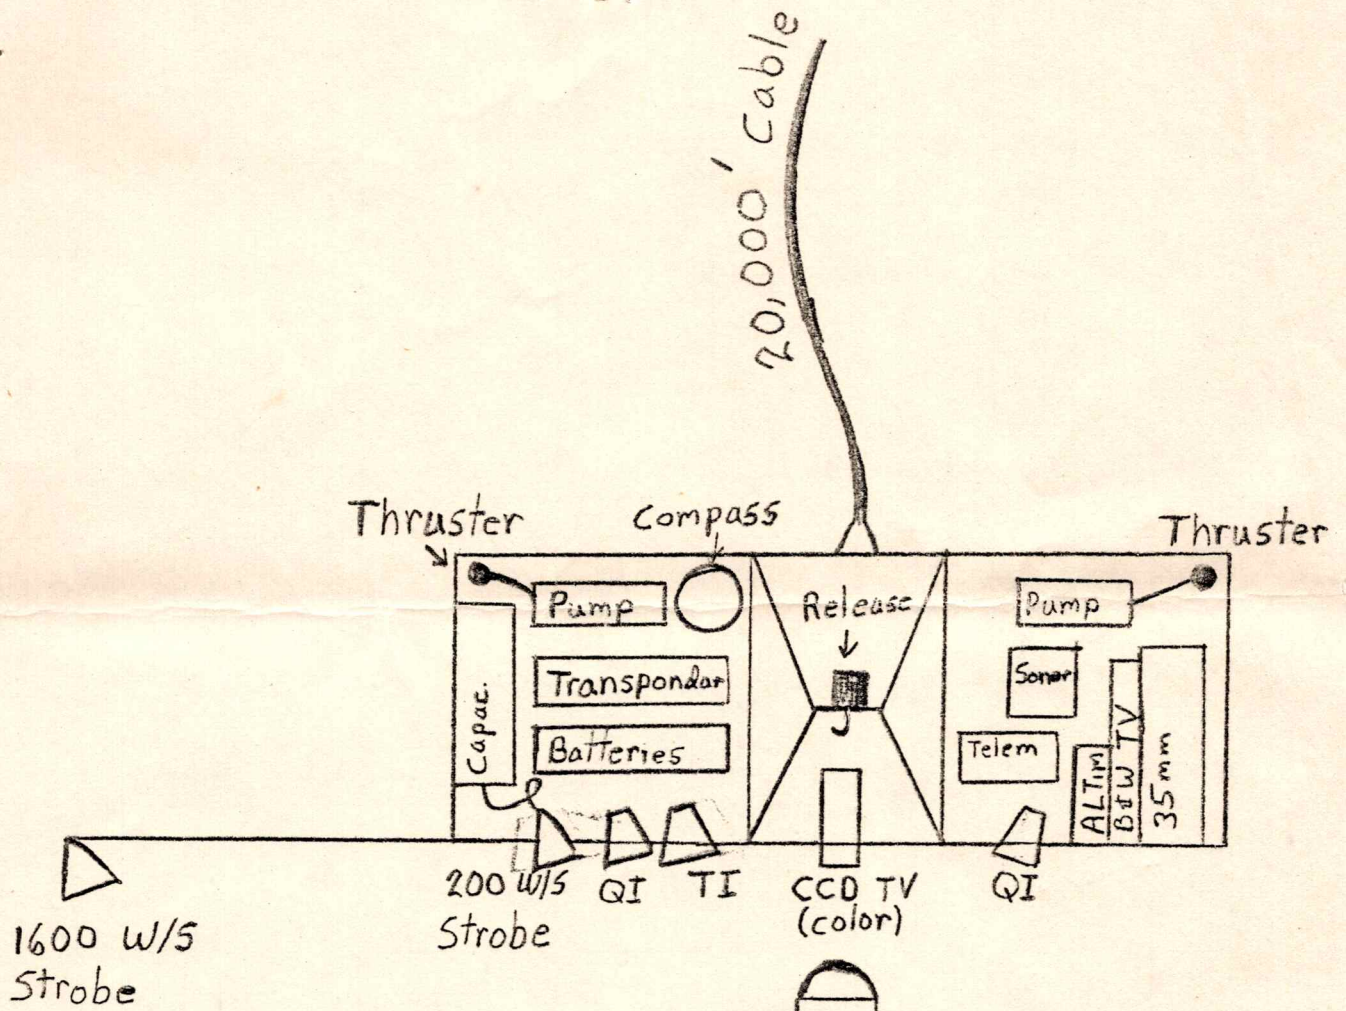 20,000' Cable
Thruster
Compass
Thruster
Pump
Release
Pump
Transpondar
Sonar
Capac.
Batteries
Telem
ALTim
B&W TV
35mm
200 W/S
Strobe
QI
TI
CCD TV
(color)
QI
1600 W/S
Strobe